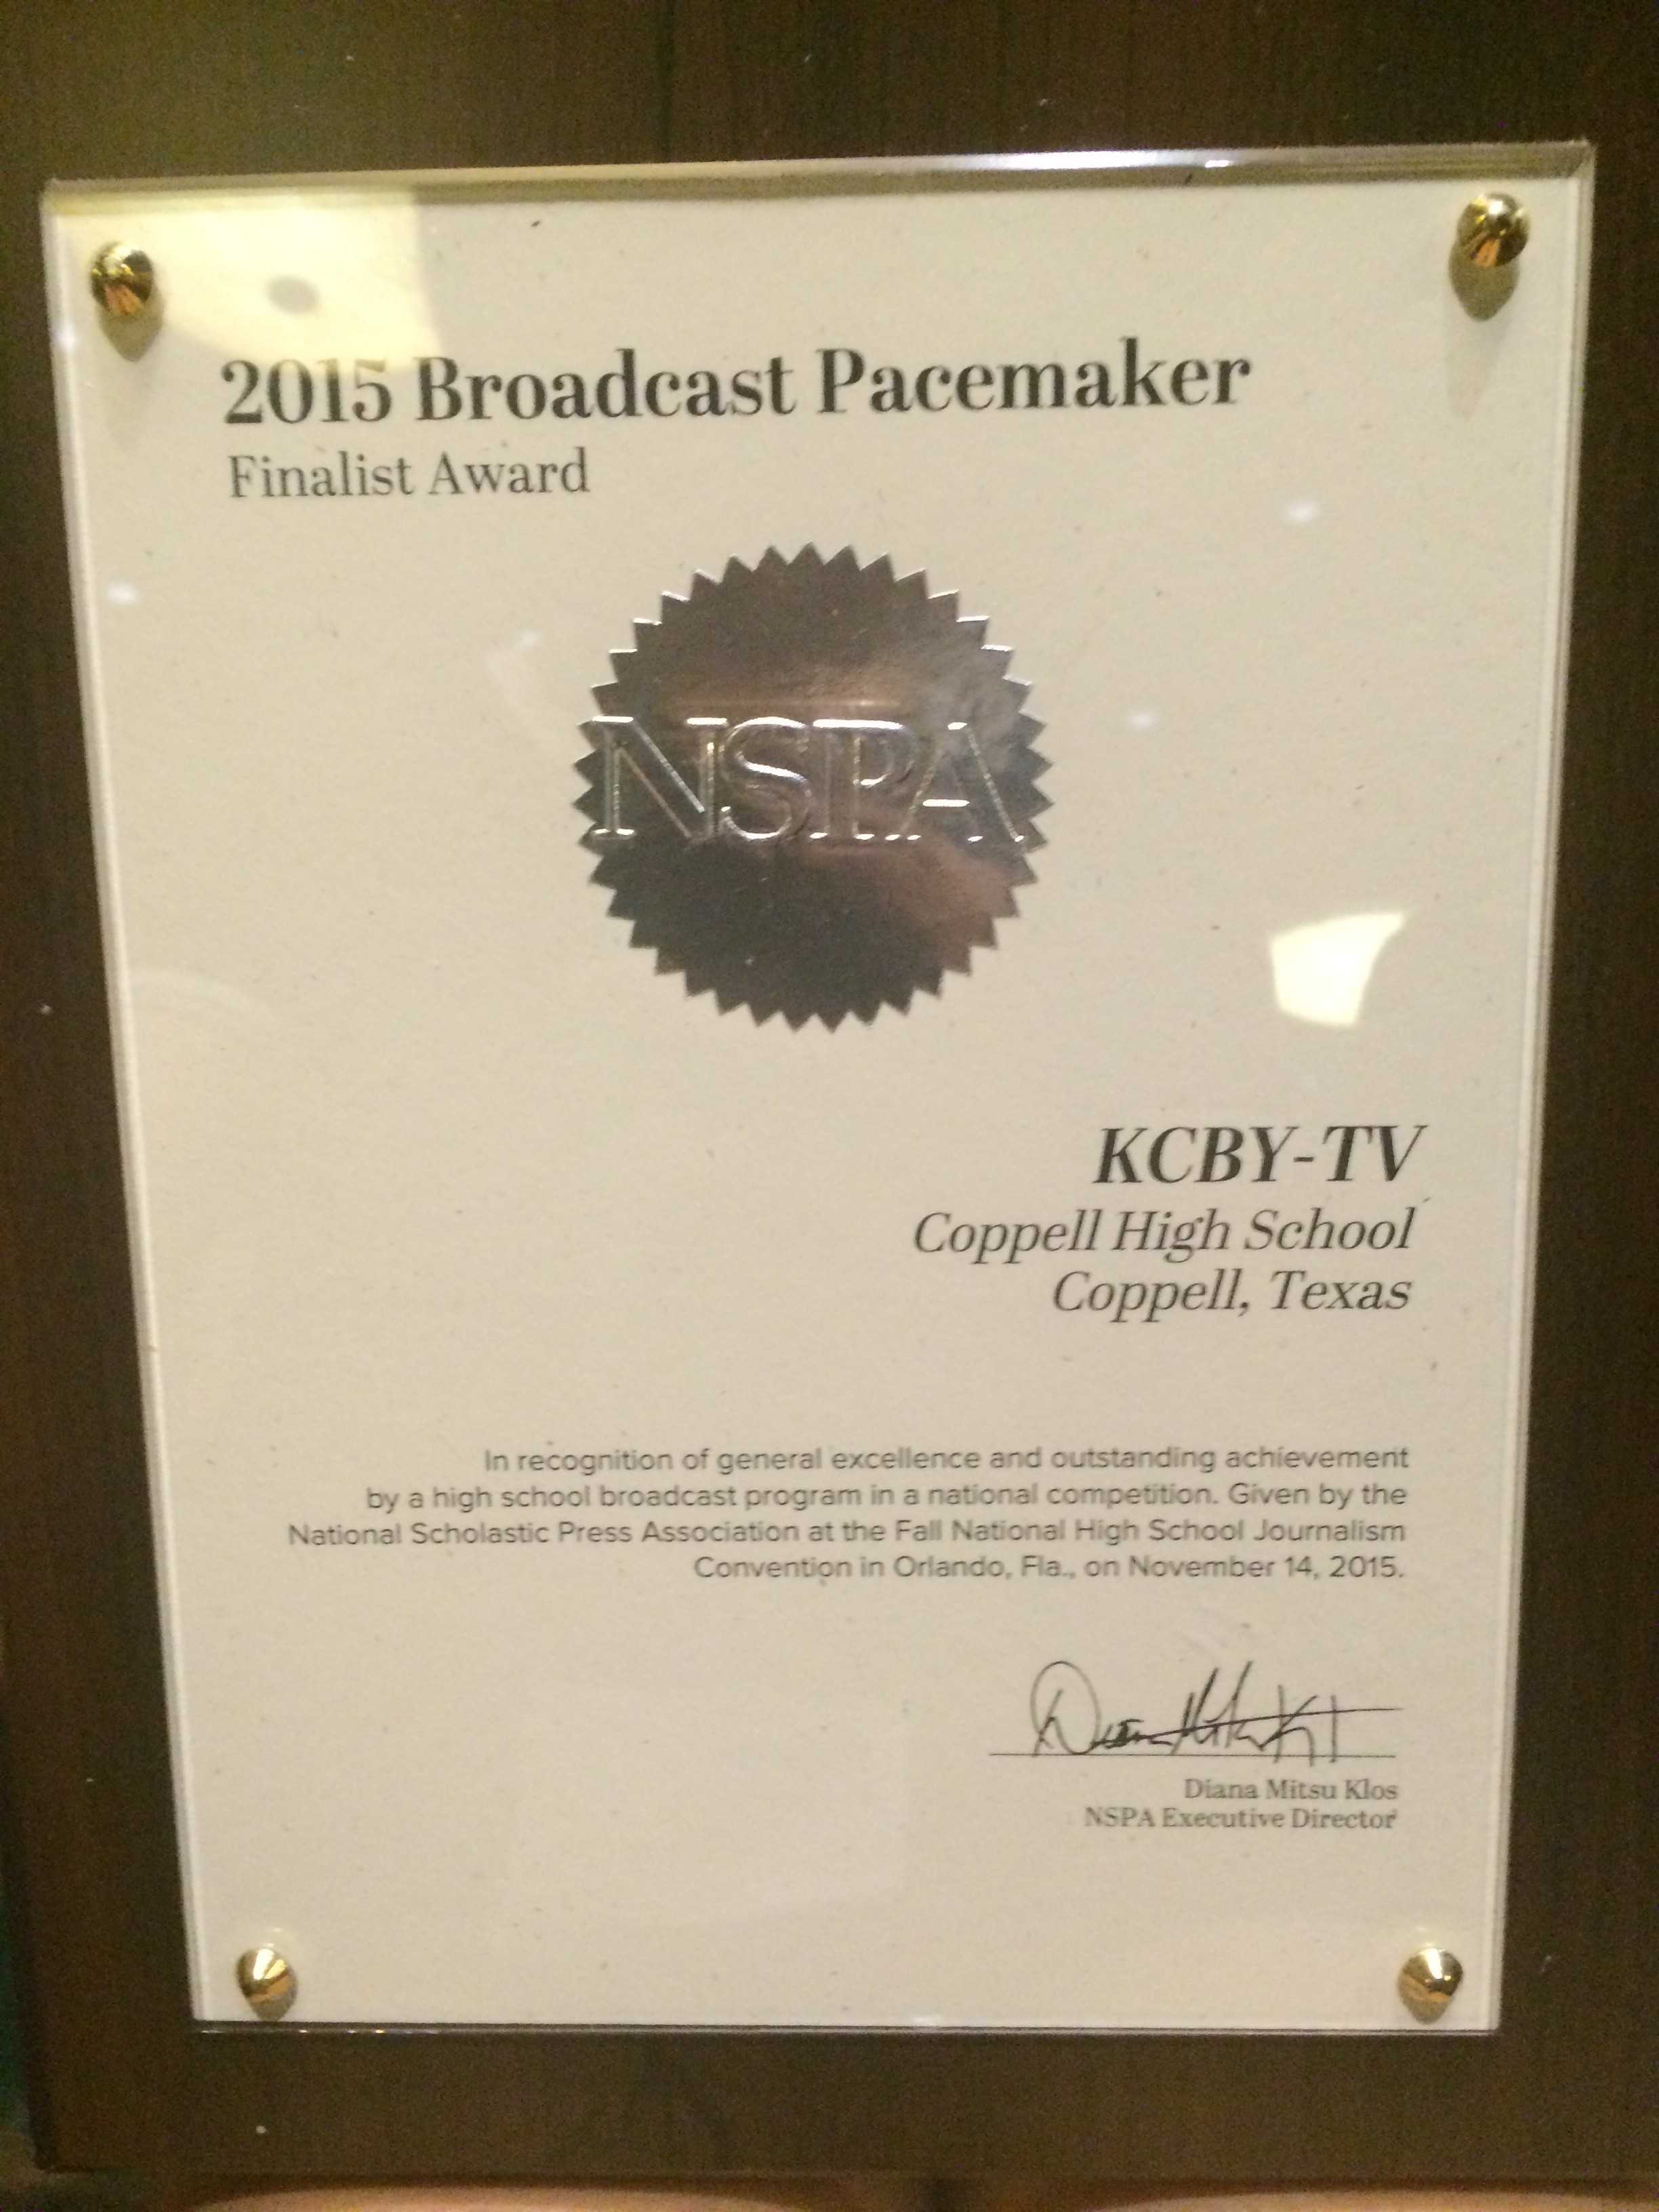 2015 Broadcast Pacemaker
Finalist Award
NSPA
KCBY-TV
Coppell High School
Coppell, Texas
In recognition of general excellence and outstanding achievement
by a high school broadcast program in a national competition. Given by the
National Scholastic Press Association at the Fall National High School Journalism
Convention in Orlando, Fla., on November 14, 2015.
Diana Mitsu Klos
NSPA Executive Director